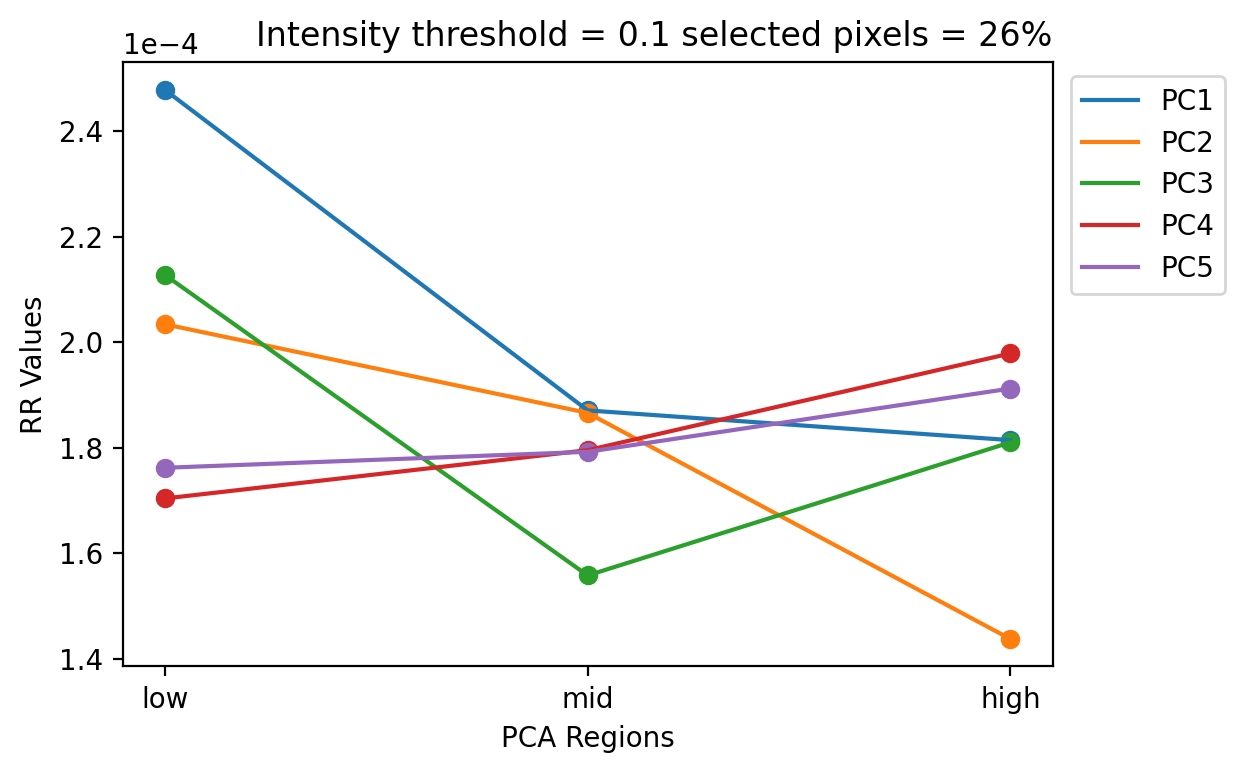 Intensity threshold = 0.1 selected pixels = 26%
1e−4
2.4
2.2
2.0
1.8
1.6
1.4
RR Values
low
mid
high
PCA Regions
PC1
PC2
PC3
PC4
PC5